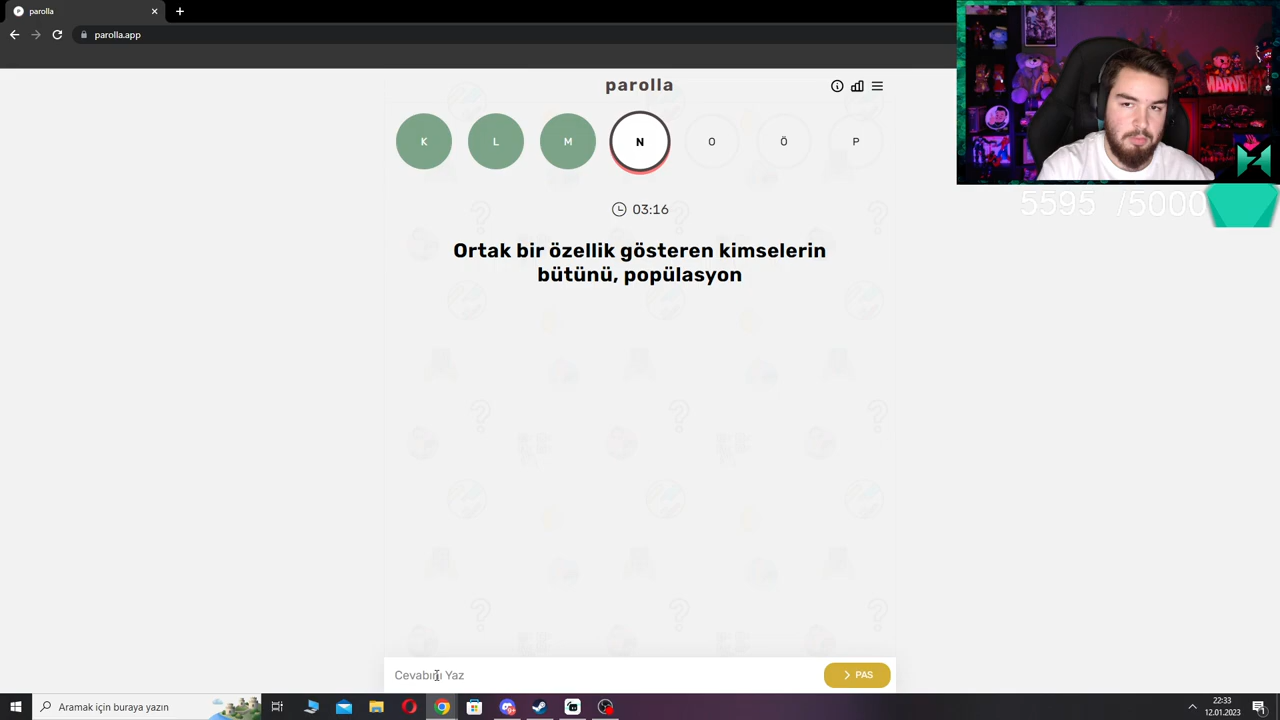 parolla
parolla.app
parolla
K L M N O Ö P
03:16
Ortak bir özellik gösteren kimselerin
bütünü, popülasyon
MARVEL
5595 /5000
Cevabını Yaz
PAS
Aramak için buraya yazın
22:33
12.01.2023